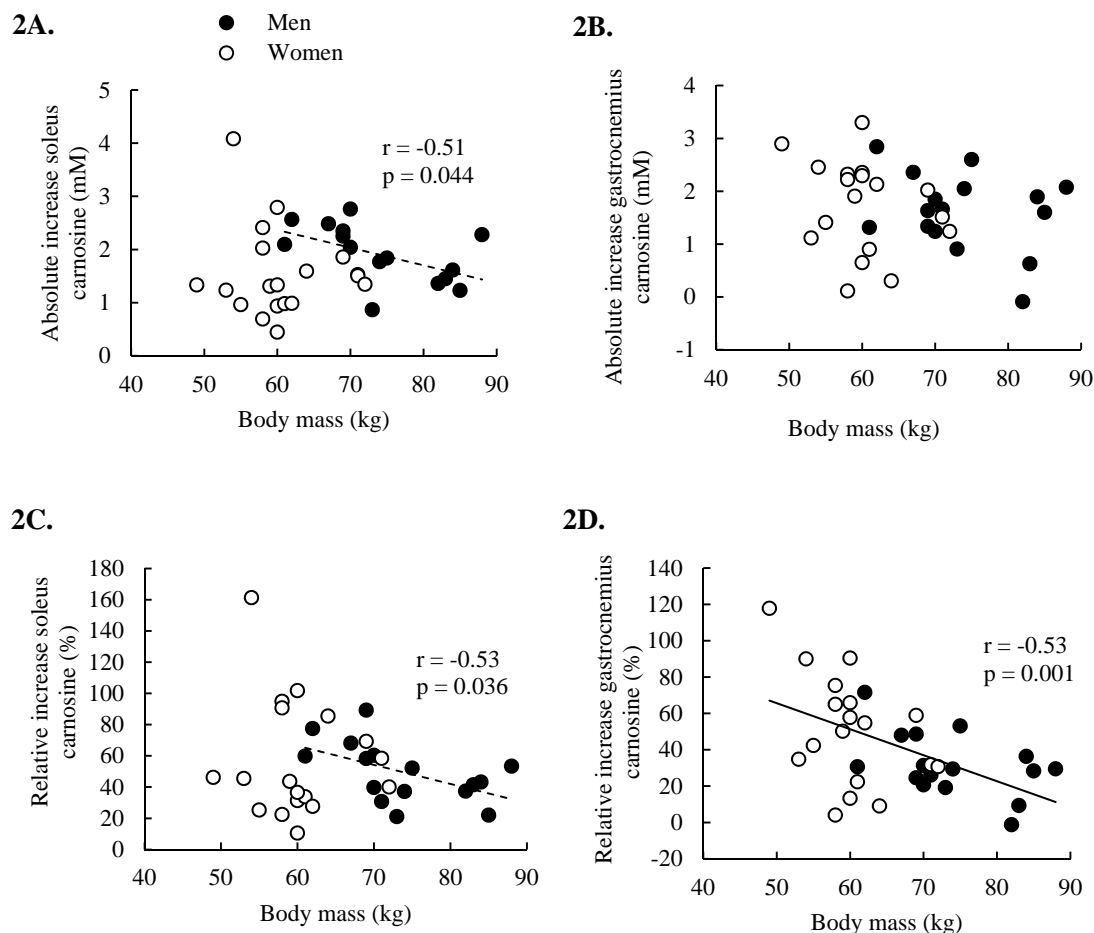 2A.
Men
Women
Absolute increase soleus
carnosine (mM)
5
4
3
2
1
0
r = -0.51
p = 0.044
40 50 60 70 80 90
Body mass (kg)
2B.
Absolute increase gastrocnemius
carnosine (mM)
4
3
2
1
0
-1
40 50 60 70 80 90
Body mass (kg)
2C.
Relative increase soleus
carnosine (%)
180
160
140
120
100
80
60
40
20
0
r = -0.53
p = 0.036
40 50 60 70 80 90
Body mass (kg)
2D.
Relative increase gastrocnemius
carnosine (%)
140
120
100
80
60
40
20
0
-20
r = -0.53
p = 0.001
40 50 60 70 80 90
Body mass (kg)